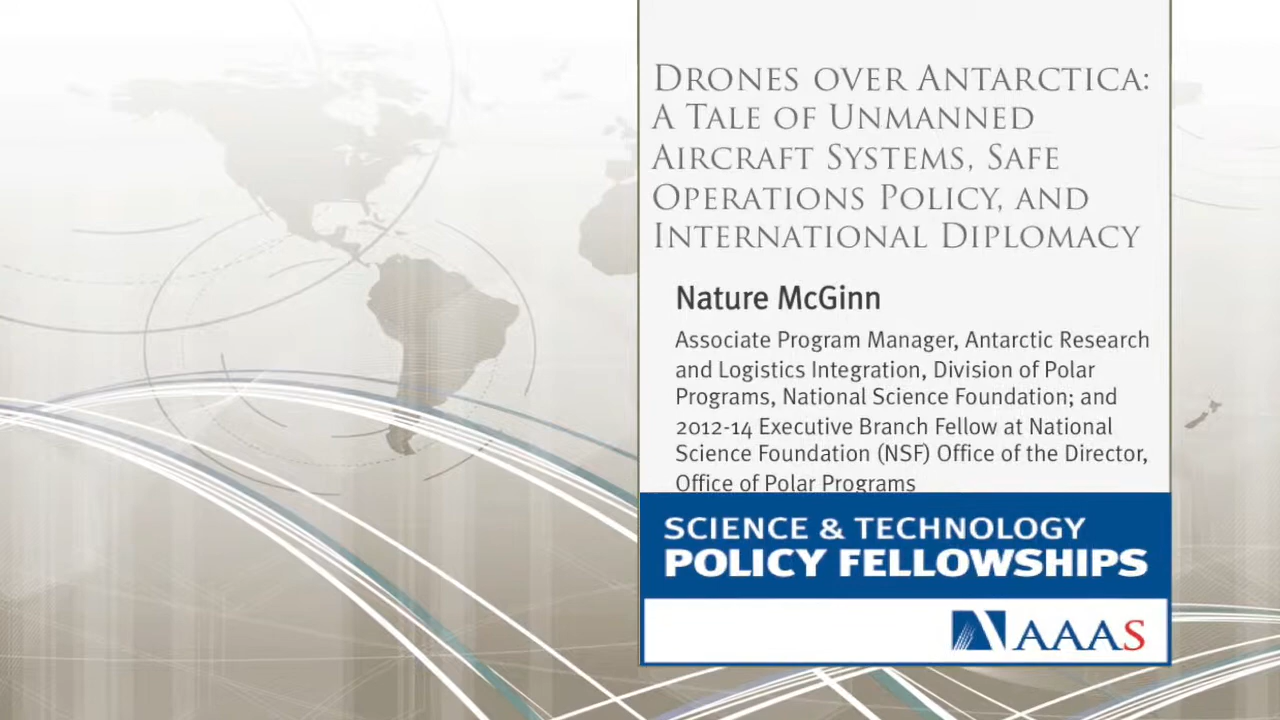 DRONES OVER ANTARCTICA:
A TALE OF UNMANNED
AIRCRAFT SYSTEMS, SAFE
OPERATIONS POLICY, AND
INTERNATIONAL DIPLOMACY
Nature McGinn
Associate Program Manager, Antarctic Research
and Logistics Integration, Division of Polar
Programs, National Science Foundation; and
2012-14 Executive Branch Fellow at National
Science Foundation (NSF) Office of the Director,
Office of Polar Programs
SCIENCE & TECHNOLOGY
POLICY FELLOWSHIPS
AAAS